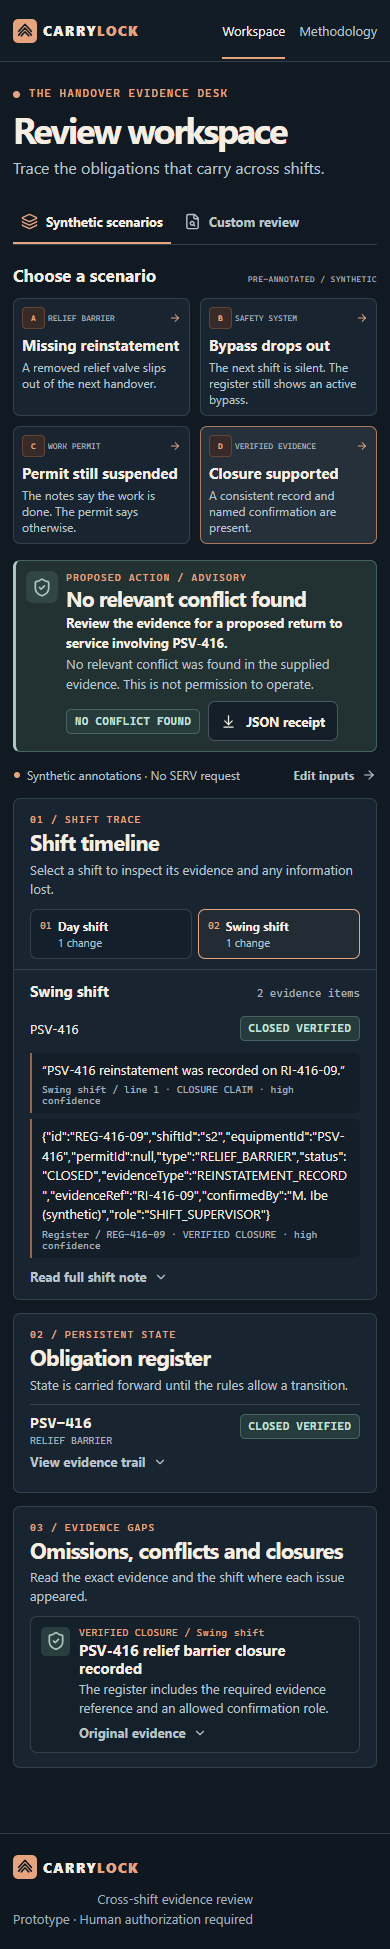 CARRYLOCK
Workspace
Methodology
THE HANDOVER EVIDENCE DESK
Review workspace
Trace the obligations that carry across shifts.
Synthetic scenarios
Custom review
Choose a scenario
PRE-ANNOTATED / SYNTHETIC
A RELIEF BARRIER
Missing reinstatement
A removed relief valve slips
out of the next handover.
B SAFETY SYSTEM
Bypass drops out
The next shift is silent. The
register still shows an active
bypass.
C WORK PERMIT
Permit still suspended
The notes say the work is
done. The permit says
otherwise.
D VERIFIED EVIDENCE
Closure supported
A consistent record and
named confirmation are
present.
PROPOSED ACTION / ADVISORY
No relevant conflict found
Review the evidence for a proposed return to
service involving PSV-416.
No relevant conflict was found in the supplied
evidence. This is not permission to operate.
NO CONFLICT FOUND
JSON receipt
Synthetic annotations · No SERV request
Edit inputs
01 / SHIFT TRACE
Shift timeline
Select a shift to inspect its evidence and any information
lost.
01 Day shift
1 change
02 Swing shift
1 change
Swing shift
2 evidence items
PSV-416
CLOSED VERIFIED
“PSV-416 reinstatement was recorded on RI-416-09.”
Swing shift / line 1 · CLOSURE CLAIM · high
confidence
{"id":"REG-416-09","shiftId":"s2","equipmentId":"PSV-
416","permitId":null,"type":"RELIEF_BARRIER","status":
"CLOSED","evidenceType":"REINSTATEMENT_RECORD
","evidenceRef":"RI-416-09","confirmedBy":"M. Ibe
(synthetic)","role":"SHIFT_SUPERVISOR"}
Register / REG-416-09 · VERIFIED CLOSURE · high
confidence
Read full shift note
02 / PERSISTENT STATE
Obligation register
State is carried forward until the rules allow a transition.
PSV-416
RELIEF BARRIER
CLOSED VERIFIED
View evidence trail
03 / EVIDENCE GAPS
Omissions, conflicts and closures
Read the exact evidence and the shift where each issue
appeared.
VERIFIED CLOSURE / Swing shift
PSV-416 relief barrier closure
recorded
The register includes the required evidence
reference and an allowed confirmation role.
Original evidence
CARRYLOCK
Cross-shift evidence review
Prototype · Human authorization required